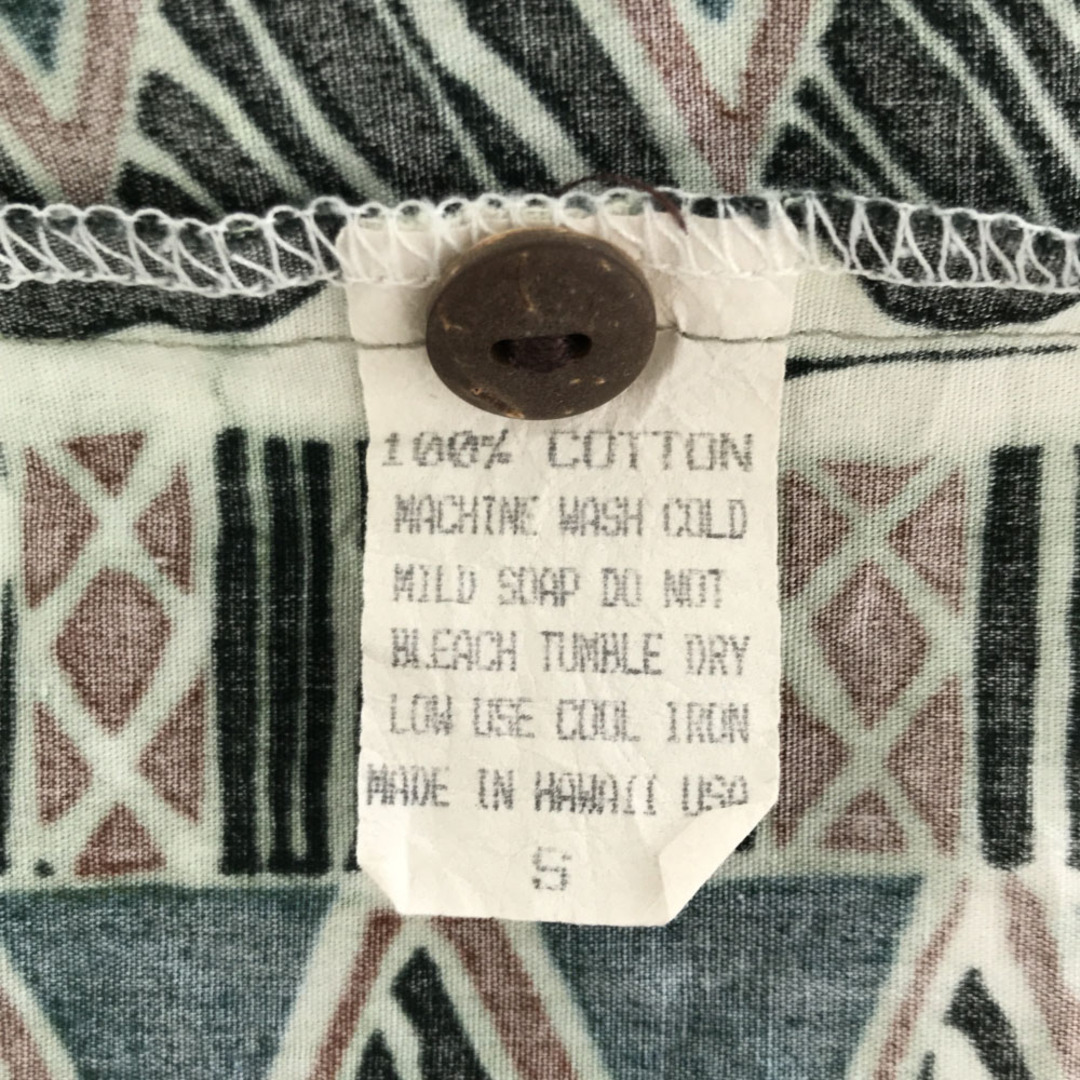 100% COTTON
MACHINE WASH COLD
MILD SOAP DO NOT
BLEACH TUMBLE DRY
LOW USE COOL IRON
MADE IN HAWAII USA
S